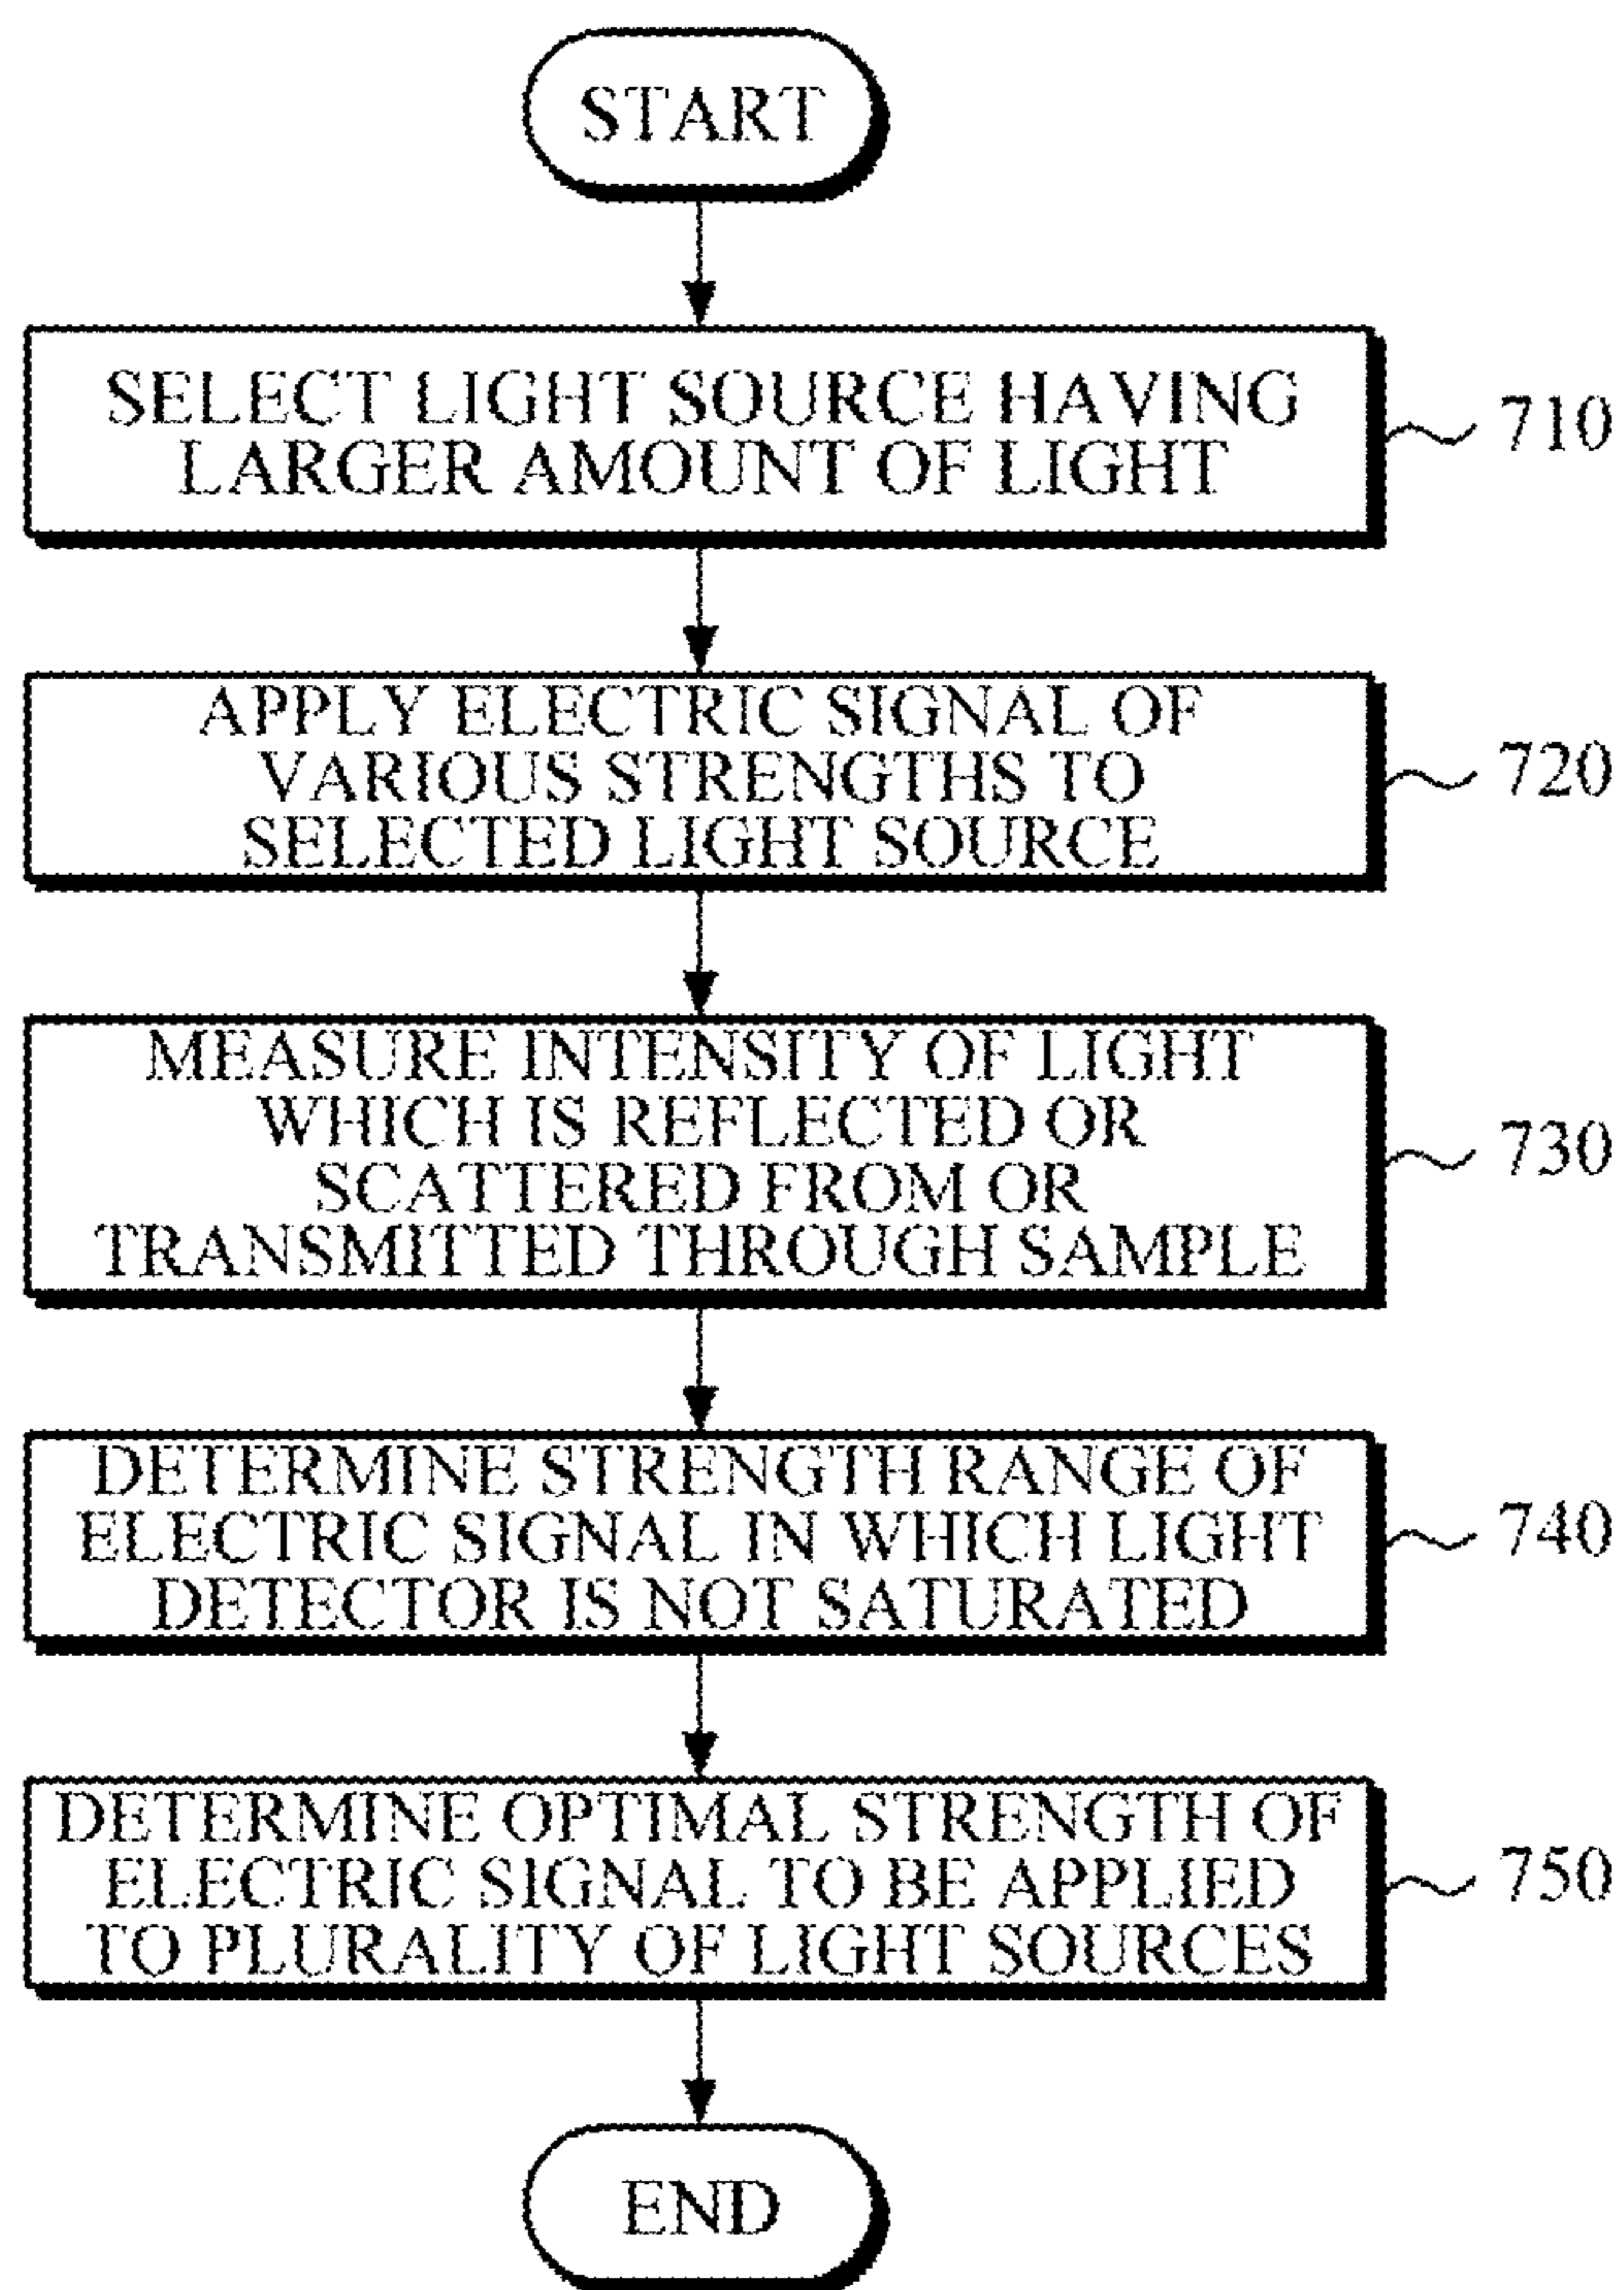 START
SELECT LIGHT SOURCE HAVING
LARGER AMOUNT OF LIGHT
710
APPLY ELECTRIC SIGNAL OF
VARIOUS STRENGTHS TO
SELECTED LIGHT SOURCE
720
MEASURE INTENSITY OF LIGHT
WHICH IS REFLECTED OR
SCATTERED FROM OR
TRANSMITTED THROUGH SAMPLE
730
DETERMINE STRENGTH RANGE OF
ELECTRIC SIGNAL IN WHICH LIGHT
DETECTOR IS NOT SATURATED
740
DETERMINE OPTIMAL STRENGTH OF
ELECTRIC SIGNAL TO BE APPLIED
TO PLURALITY OF LIGHT SOURCES
750
END